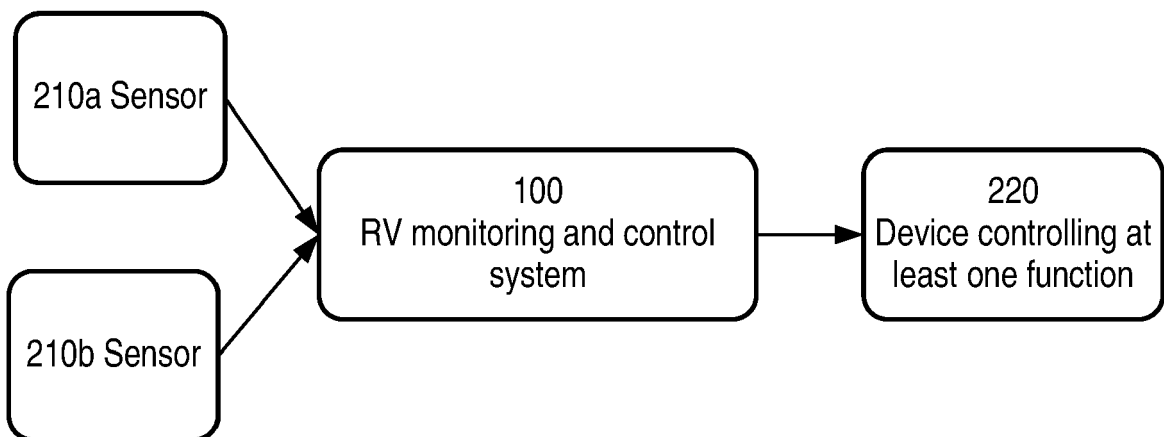 210a Sensor
100
RV monitoring and control
system
220
Device controlling at
least one function
210b Sensor